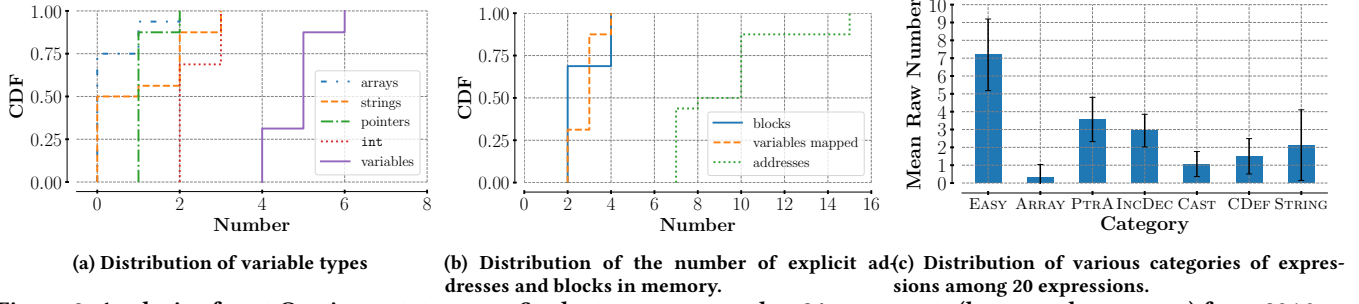 CDF
1.00
0.75
0.50
0.25
0.00
0 2 4 6 8
Number
arrays
strings
pointers
int
variables
(a) Distribution of variable types
CDF
1.00
0.75
0.50
0.25
0.00
0 2 4 6 8 10 12 14 16
Number
blocks
variables mapped
addresses
(b) Distribution of the number of explicit ad-
dresses and blocks in memory.
Mean Raw Number
10
9
8
7
6
5
4
3
2
1
0
EASY ARRAY PTRA INCDEC CAST CDEF STRING
Category
(c) Distribution of various categories of expres-
sions among 20 expressions.